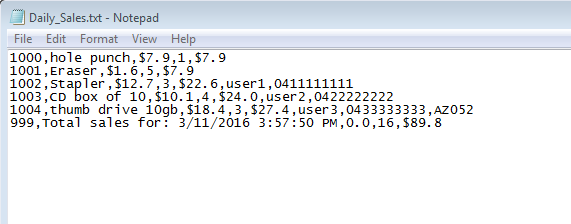 Daily_Sales.txt - Notepad
File Edit Format View Help
1000,hole punch,$7.9,1,$7.9
1001,Eraser,$1.6,5,$7.9
1002,Stapler,$12.7,3,$22.6,user1,0411111111
1003,CD box of 10,$10.1,4,$24.0,user2,0422222222
1004,thumb drive 10gb,$18.4,3,$27.4,user3,0433333333,AZ052
999,Total sales for: 3/11/2016 3:57:50 PM,0.0,16,$89.8